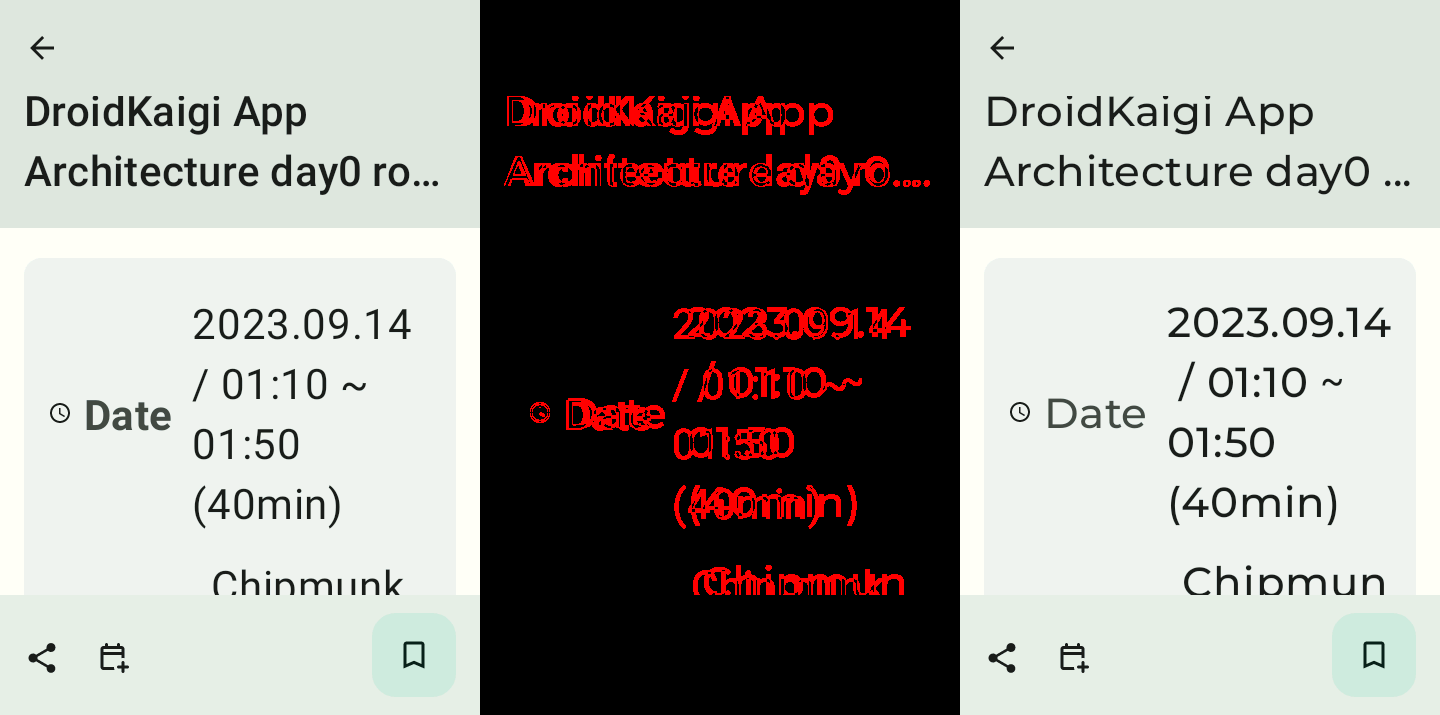 DroidKaigi App
Architecture day0 ro...
2023.09.14
/ 01:10 ~
Date
01:50
(40min)
Chipmunk
DroidKaigi App
Architecture day0 ...
2023.09.14
/ 01:10 ~
Date
01:50
(40min)
Chipmun